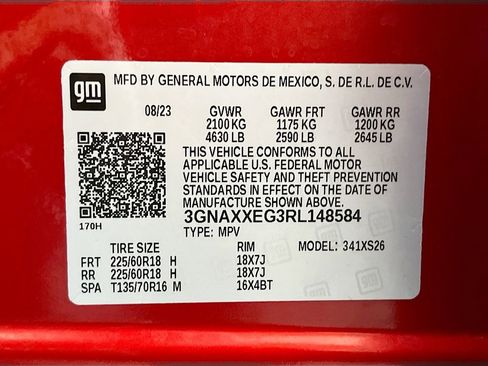 gm
MFD BY GENERAL MOTORS DE MEXICO, S. DE R.L. DE C.V.
08/23 GVWR GAWR FRT GAWR RR
2100 KG 1175 KG 1200 KG
4630 LB 2590 LB 2645 LB
THIS VEHICLE CONFORMS TO ALL
APPLICABLE U.S. FEDERAL MOTOR
VEHICLE SAFETY AND THEFT PREVENTION
STANDARDS IN EFFECT ON THE DATE OF
MANUFACTURE SHOWN ABOVE.
3GNAXXEG3RL148584
170H TYPE: MPV
TIRE SIZE RIM MODEL: 341XS26
FRT 225/60R18 H 18X7J
RR 225/60R18 H 18X7J
SPA T135/70R16 M 16X4BT